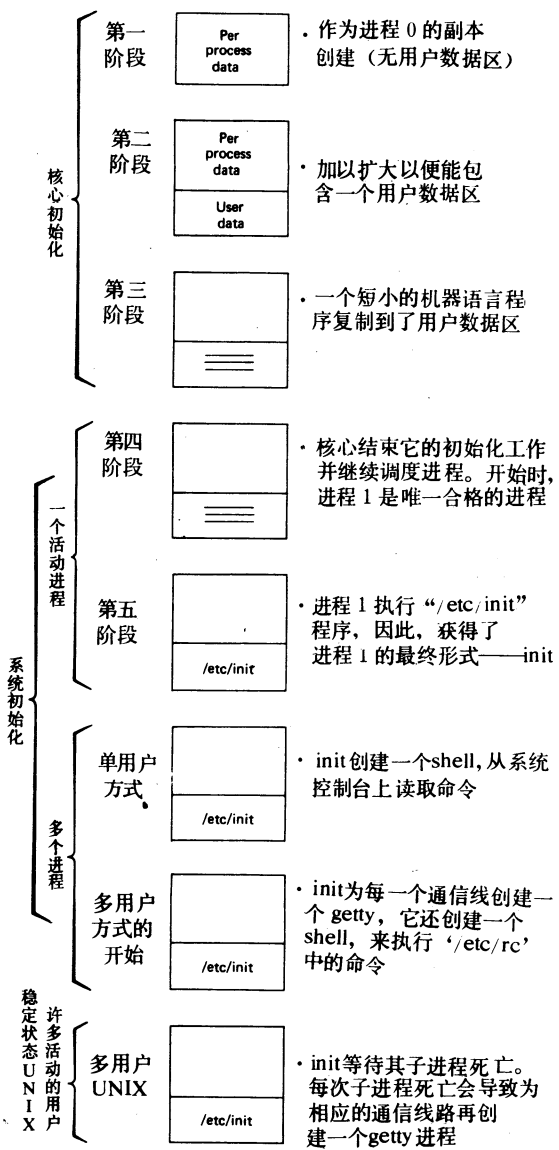 核心初始化
第一
阶段
Per
process
data
· 作为进程 0 的副本
创建（无用户数据区）
第二
阶段
Per
process
data
User
data
· 加以扩大以便能包
含一个用户数据区
第三
阶段
· 一个短小的机器语言程
序复制到了用户数据区
系统初始化
一个活动进程
第四
阶段
· 核心结束它的初始化工作
并继续调度进程。开始时,
进程 1 是唯一合格的进程
第五
阶段
/etc/init
· 进程 1 执行 “/etc/init”
程序，因此，获得了
进程 1 的最终形式——init
多个进程
单用户
方式
/etc/init
· init 创建一个shell, 从系统
控制台上读取命令
多用户
方式的
开始
/etc/init
· init为每一个通信线创建一
个 getty，它还创建一个
shell，来执行 ‘/etc/rc’
中的命令
稳定状态UNIX
许多活动的用户
多用户
UNIX
/etc/init
· init等待其子进程死亡。
每次子进程死亡会导致为
相应的通信线路再创
建一个getty 进程